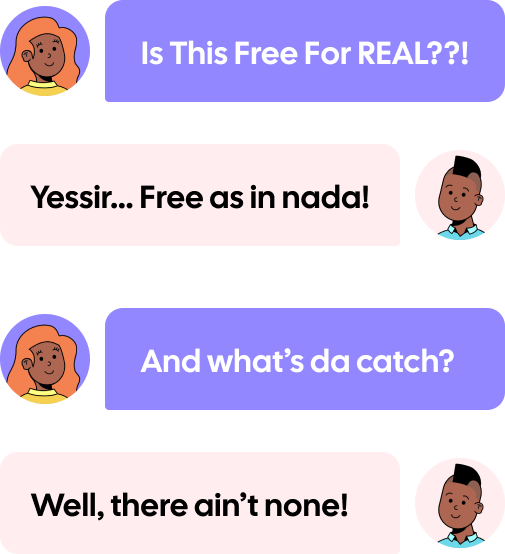 Is This Free For REAL??!
Yessir... Free as in nada!
And what’s da catch?
Well, there ain’t none!